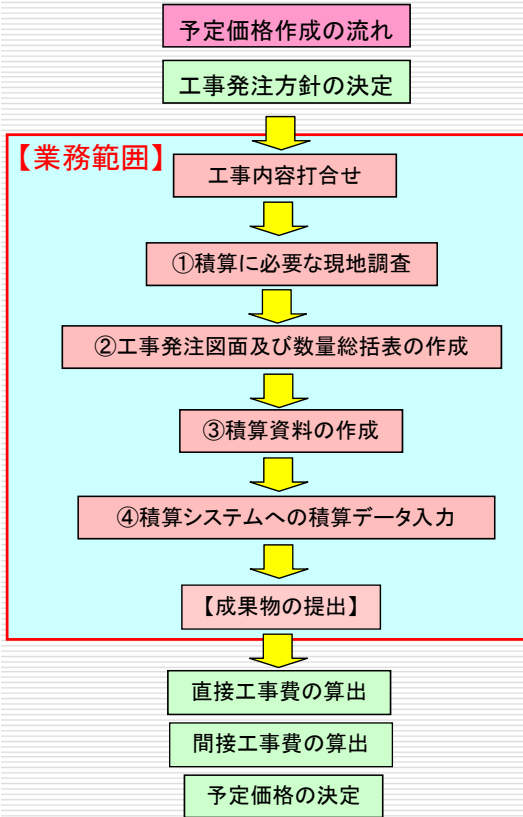 予定価格作成の流れ
工事発注方針の決定
【業務範囲】
工事内容打合せ
①積算に必要な現地調査
②工事発注図面及び数量総括表の作成
③積算資料の作成
④積算システムへの積算データ入力
【成果物の提出】
直接工事費の算出
間接工事費の算出
予定価格の決定